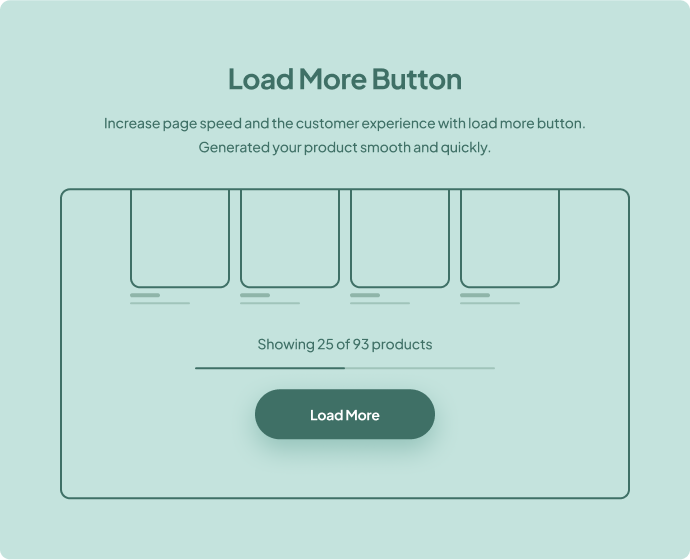 Load More Button
Increase page speed and the customer experience with load more button.
Generated your product smooth and quickly.
Showing 25 of 93 products
Load More